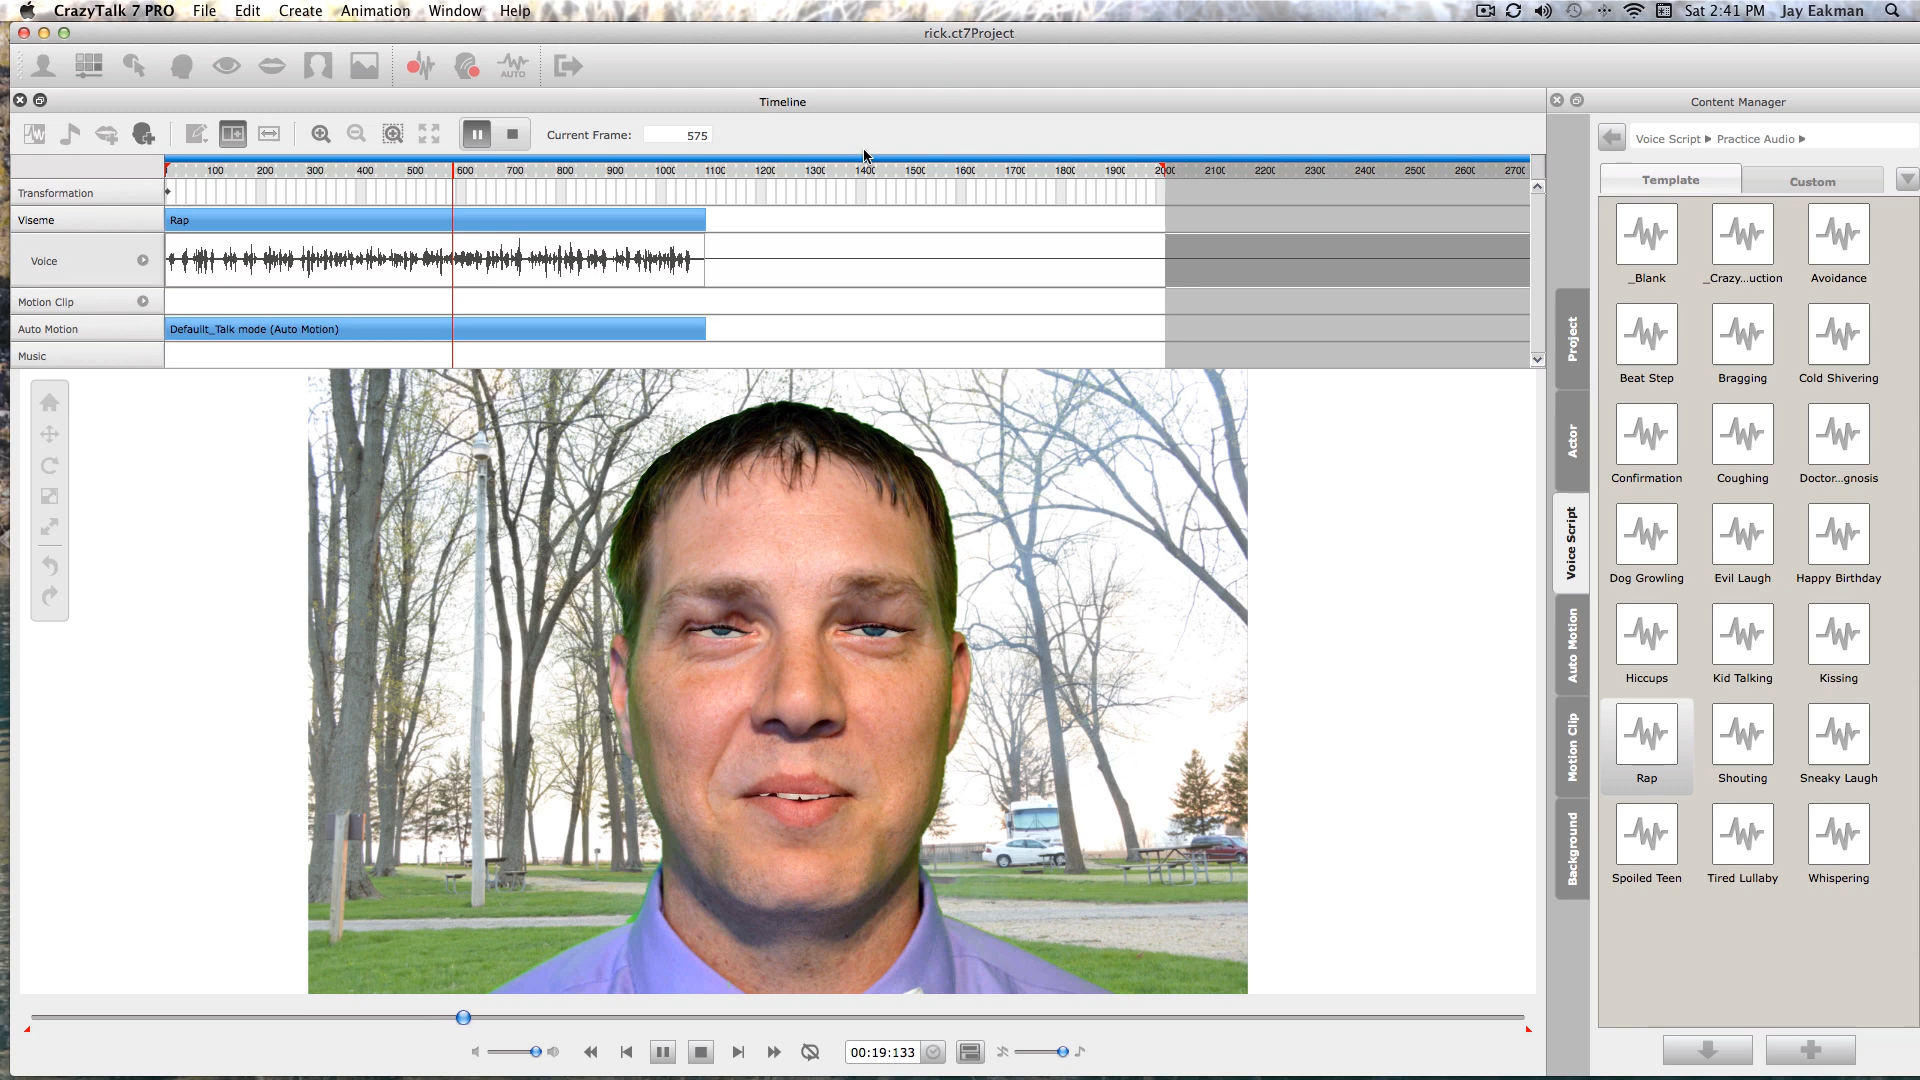 CrazyTalk 7 PRO File Edit Create Animation Window Help Sat 2:41 PM Jay Eakman
rick.ct7Project
AUTO
Timeline
Content Manager
Current Frame: 575
Voice Script Practice Audio
100 200 300 400 500 600 700 800 900 1000 1100 1200 1300 1400 1500 1600 1700 1800 1900 2000 2100 2200 2300 2400 2500 2600 2700
Template Custom
Transformation
Viseme Rap
Voice
Motion Clip
Auto Motion Defaullt_Talk mode (Auto Motion)
Music
Project
Actor
Voice Script
Auto Motion
Motion Clip
Background
_Blank _Crazy...uction Avoidance
Beat Step Bragging Cold Shivering
Confirmation Coughing Doctor...gnosis
Dog Growling Evil Laugh Happy Birthday
Hiccups Kid Talking Kissing
Rap Shouting Sneaky Laugh
Spoiled Teen Tired Lullaby Whispering
00:19:133